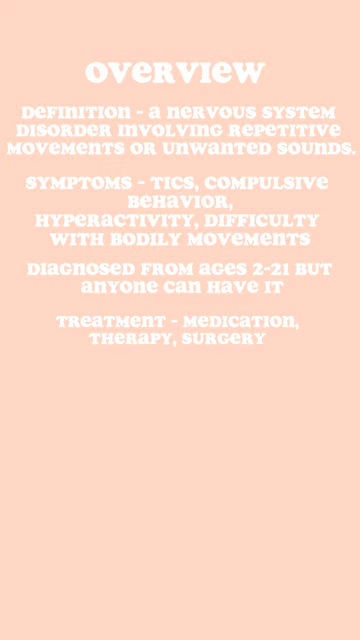 Overview
Definition - a nervous system
disorder involving repetitive
movements or unwanted sounds.
Symptoms - tics, compulsive
behavior,
hyperactivity, difficulty
with bodily movements
Diagnosed from ages 2-21 but
anyone can have it
Treatment - Medication,
therapy, surgery